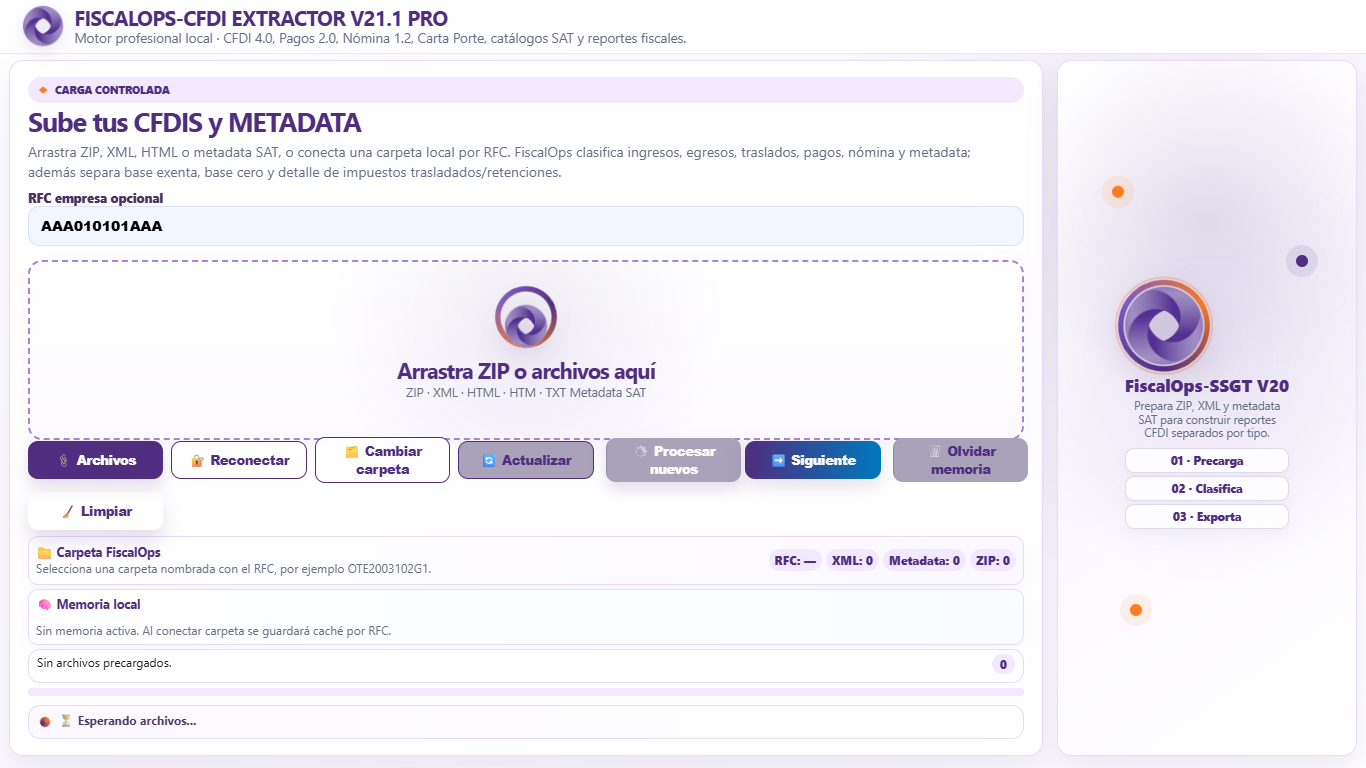 FISCALOPS-CFDI EXTRACTOR V21.1 PRO
Motor profesional local · CFDI 4.0, Pagos 2.0, Nómina 1.2, Carta Porte, catálogos SAT y reportes fiscales.
CARGA CONTROLADA
Sube tus CFDIS y METADATA
Arrastra ZIP, XML, HTML o metadata SAT, o conecta una carpeta local por RFC. FiscalOps clasifica ingresos, egresos, traslados, pagos, nómina y metadata;
además separa base exenta, base cero y detalle de impuestos trasladados/retenciones.
RFC empresa opcional
AAA010101AAA
Arrastra ZIP o archivos aquí
ZIP · XML · HTML · HTM · TXT Metadata SAT
Archivos
Reconectar
Cambiar
carpeta
Actualizar
Procesar
nuevos
Siguiente
Olvidar
memoria
Limpiar
Carpeta FiscalOps
Selecciona una carpeta nombrada con el RFC, por ejemplo OTE2003102G1.
RFC: — XML: 0 Metadata: 0 ZIP: 0
Memoria local
Sin memoria activa. Al conectar carpeta se guardará caché por RFC.
Sin archivos precargados. 0
Esperando archivos...
FiscalOps-SSGT V20
Prepara ZIP, XML y metadata
SAT para construir reportes
CFDI separados por tipo.
01 · Precarga
02 · Clasifica
03 · Exporta